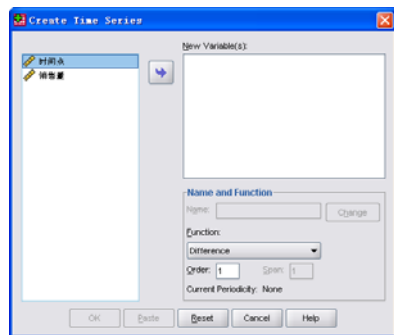 Create Time Series
New Variable(s):
时间点
销售量
Name and Function
Name:
Change
Function:
Difference
Order: 1 Span: 1
Current Periodicity: None
OK Paste Reset Cancel Help